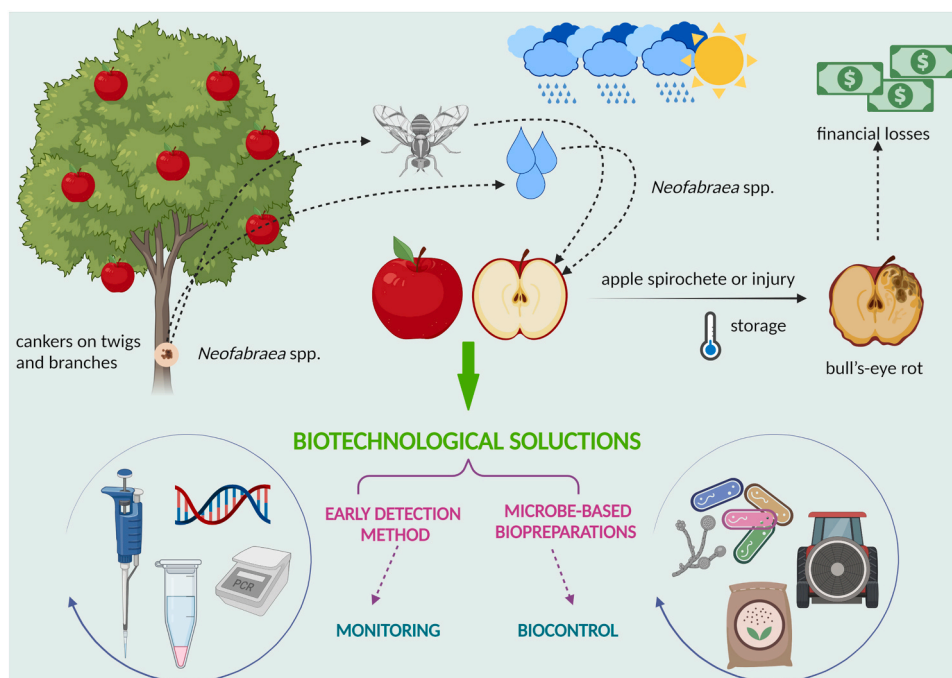 $
$
$
financial losses
Neofabraea spp.
apple spirochete or injury
storage
bull's-eye rot
cankers on twigs
and branches
Neofabraea spp.
BIOTECHNOLOGICAL SOLUCTIONS
EARLY DETECTION
METHOD
MICROBE-BASED
BIOPREPARATIONS
PCR
MONITORING
BIOCONTROL